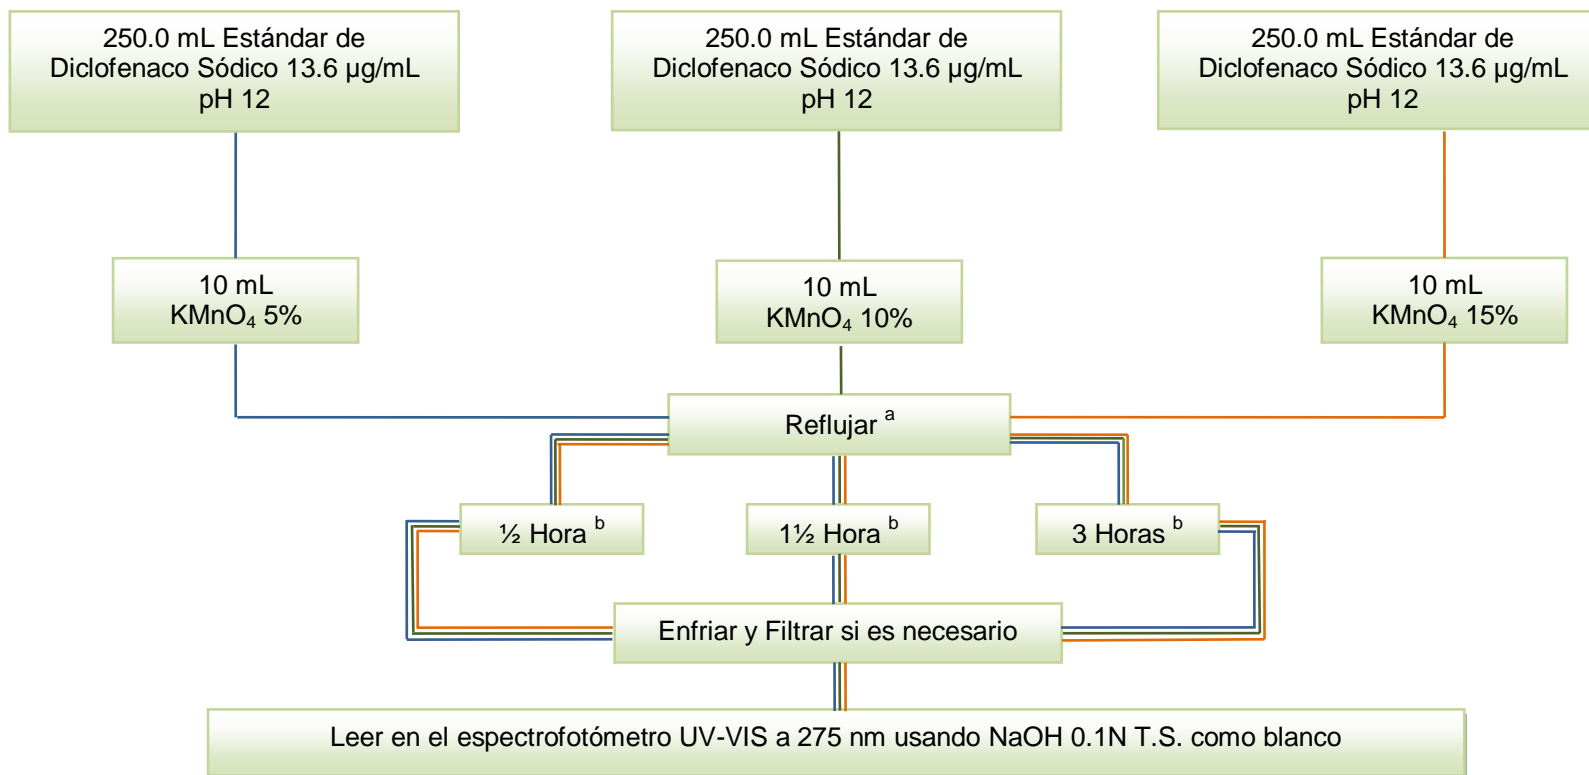 250.0 mL Estándar de
Diclofenaco Sódico 13.6 µg/mL
pH 12
250.0 mL Estándar de
Diclofenaco Sódico 13.6 µg/mL
pH 12
250.0 mL Estándar de
Diclofenaco Sódico 13.6 µg/mL
pH 12
10 mL
KMnO₄ 5%
10 mL
KMnO₄ 10%
10 mL
KMnO₄ 15%
Reflujar ᵃ
½ Hora ᵇ
1½ Hora ᵇ
3 Horas ᵇ
Enfriar y Filtrar si es necesario
Leer en el espectrofotómetro UV-VIS a 275 nm usando NaOH 0.1N T.S. como blanco